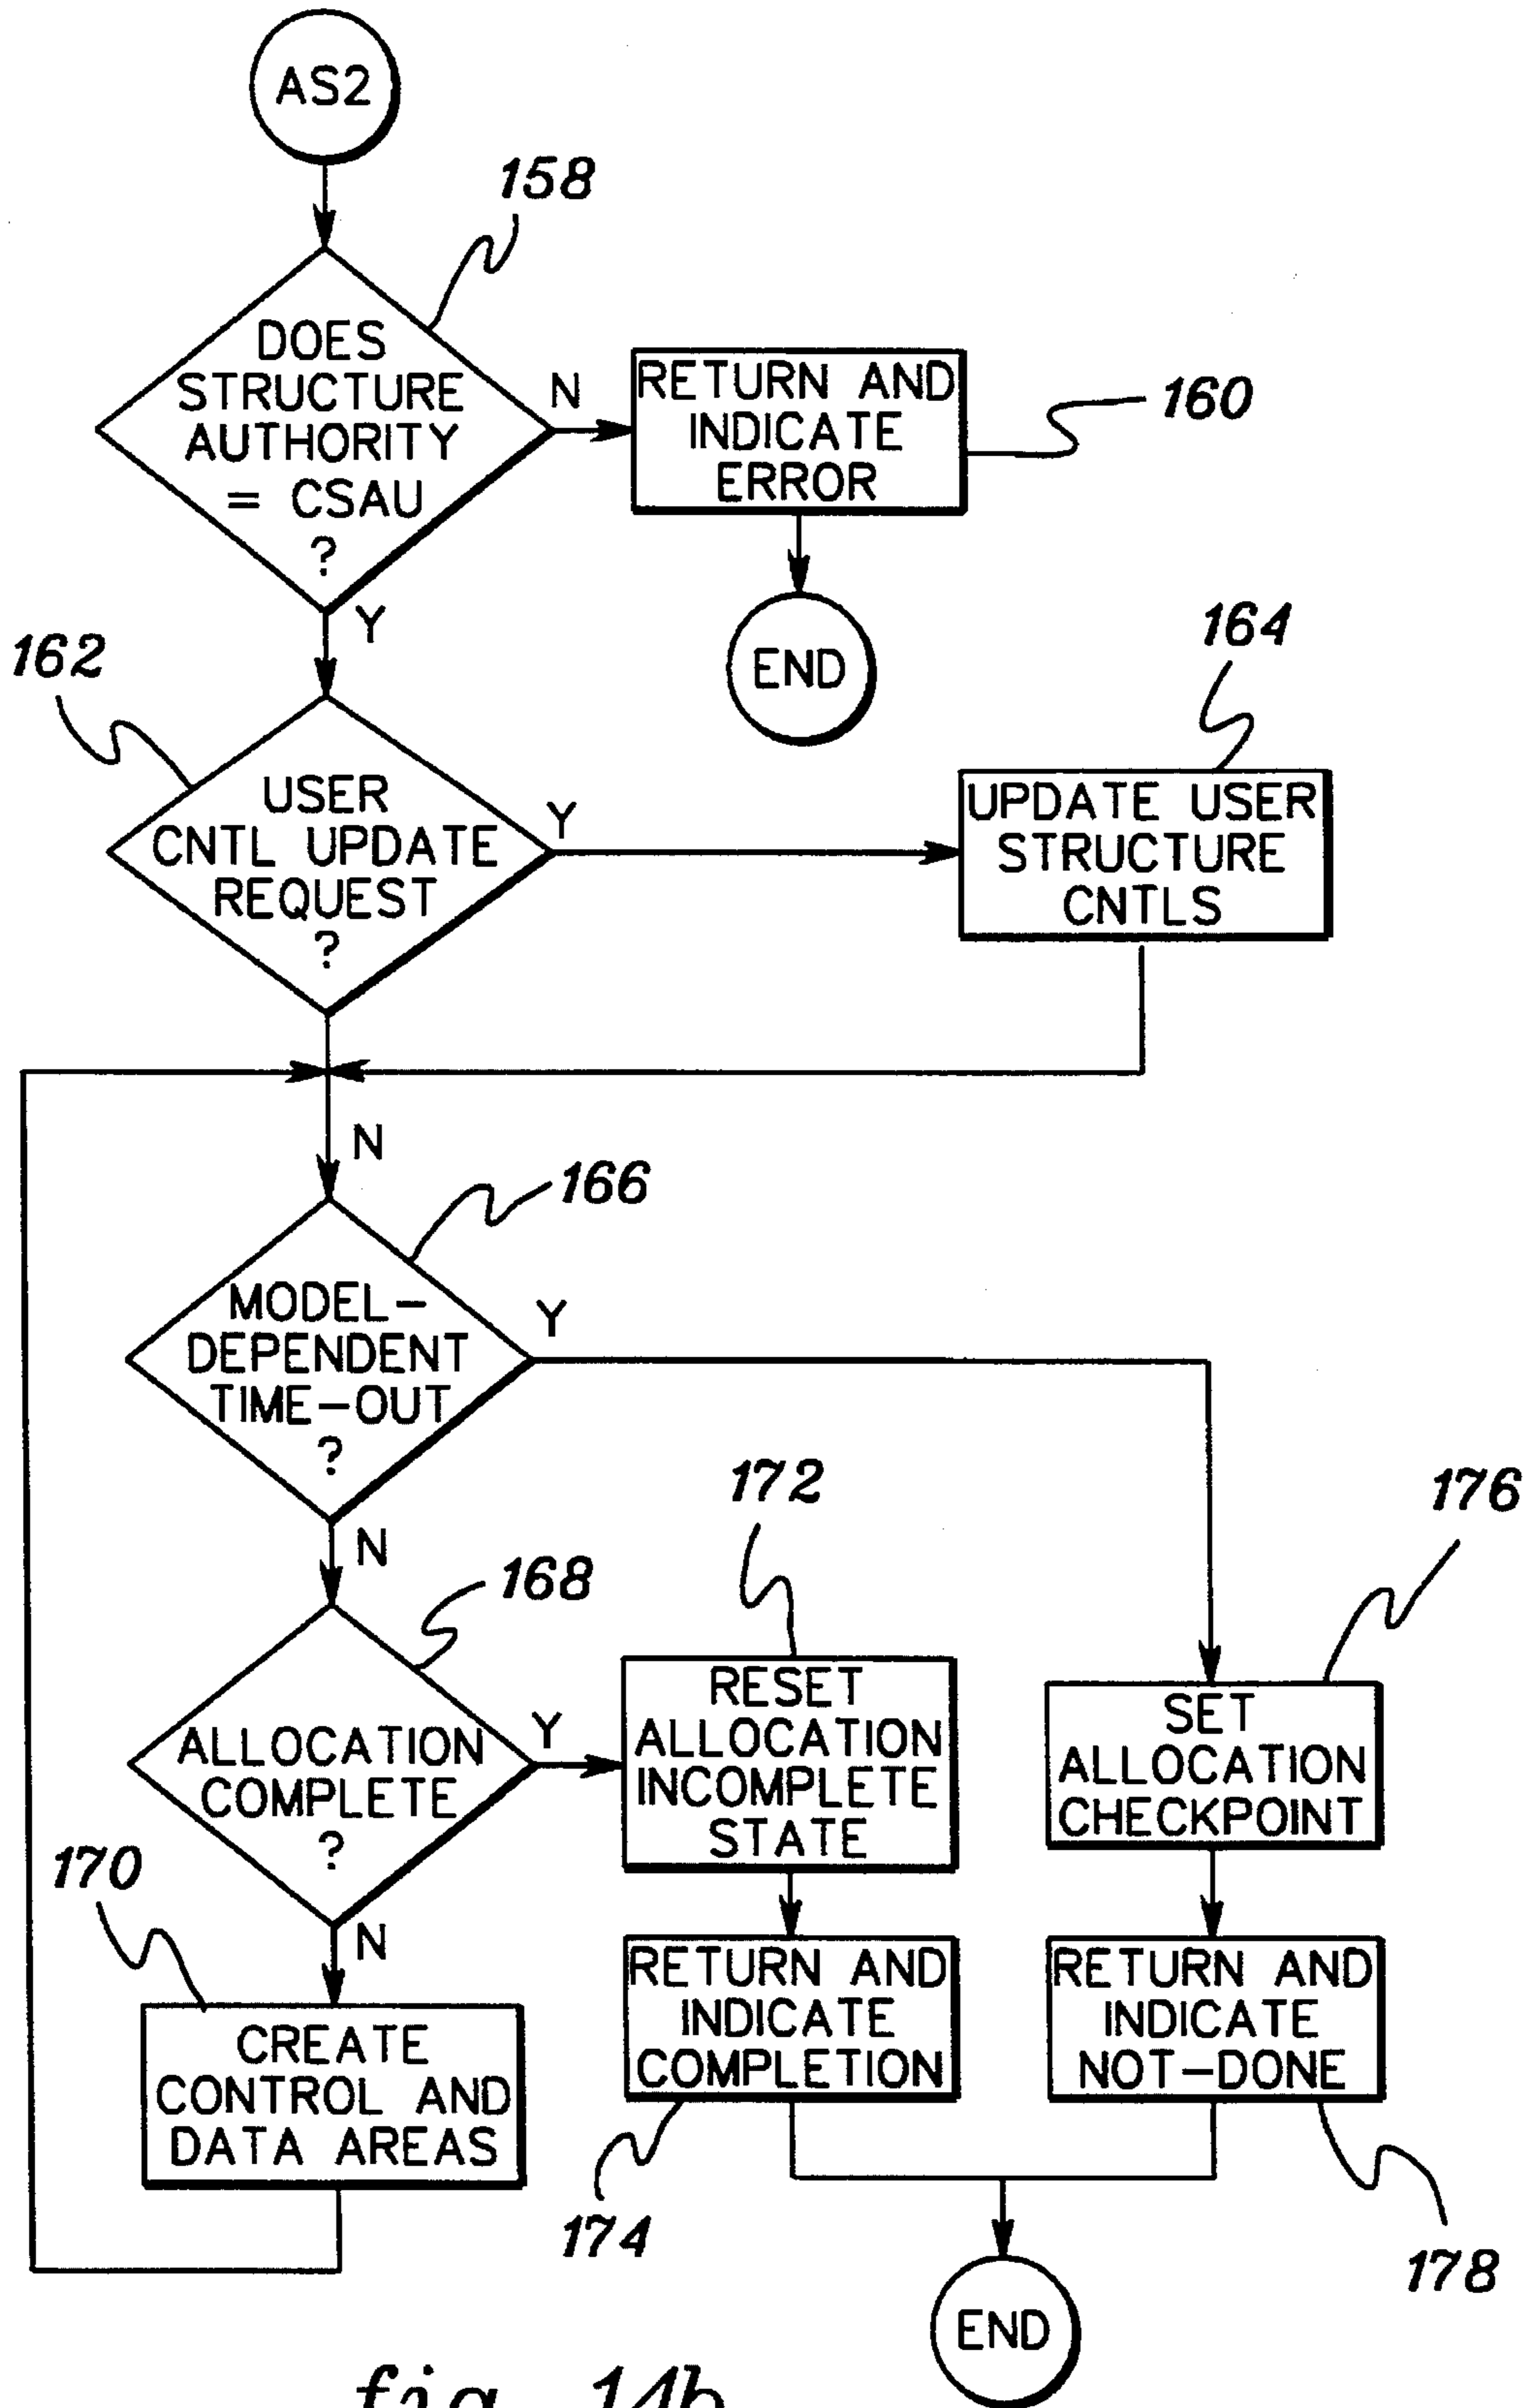 AS2
158
DOES
STRUCTURE
AUTHORITY
= CSAU
?
N
RETURN AND
INDICATE
ERROR
160
END
Y
162
USER
CNTL UPDATE
REQUEST
?
Y
164
UPDATE USER
STRUCTURE
CNTLS
N
166
MODEL-
DEPENDENT
TIME-OUT
?
Y
N
168
ALLOCATION
COMPLETE
?
Y
172
RESET
ALLOCATION
INCOMPLETE
STATE
176
SET
ALLOCATION
CHECKPOINT
170
N
CREATE
CONTROL AND
DATA AREAS
RETURN AND
INDICATE
COMPLETION
174
RETURN AND
INDICATE
NOT-DONE
178
END
fig. 14b